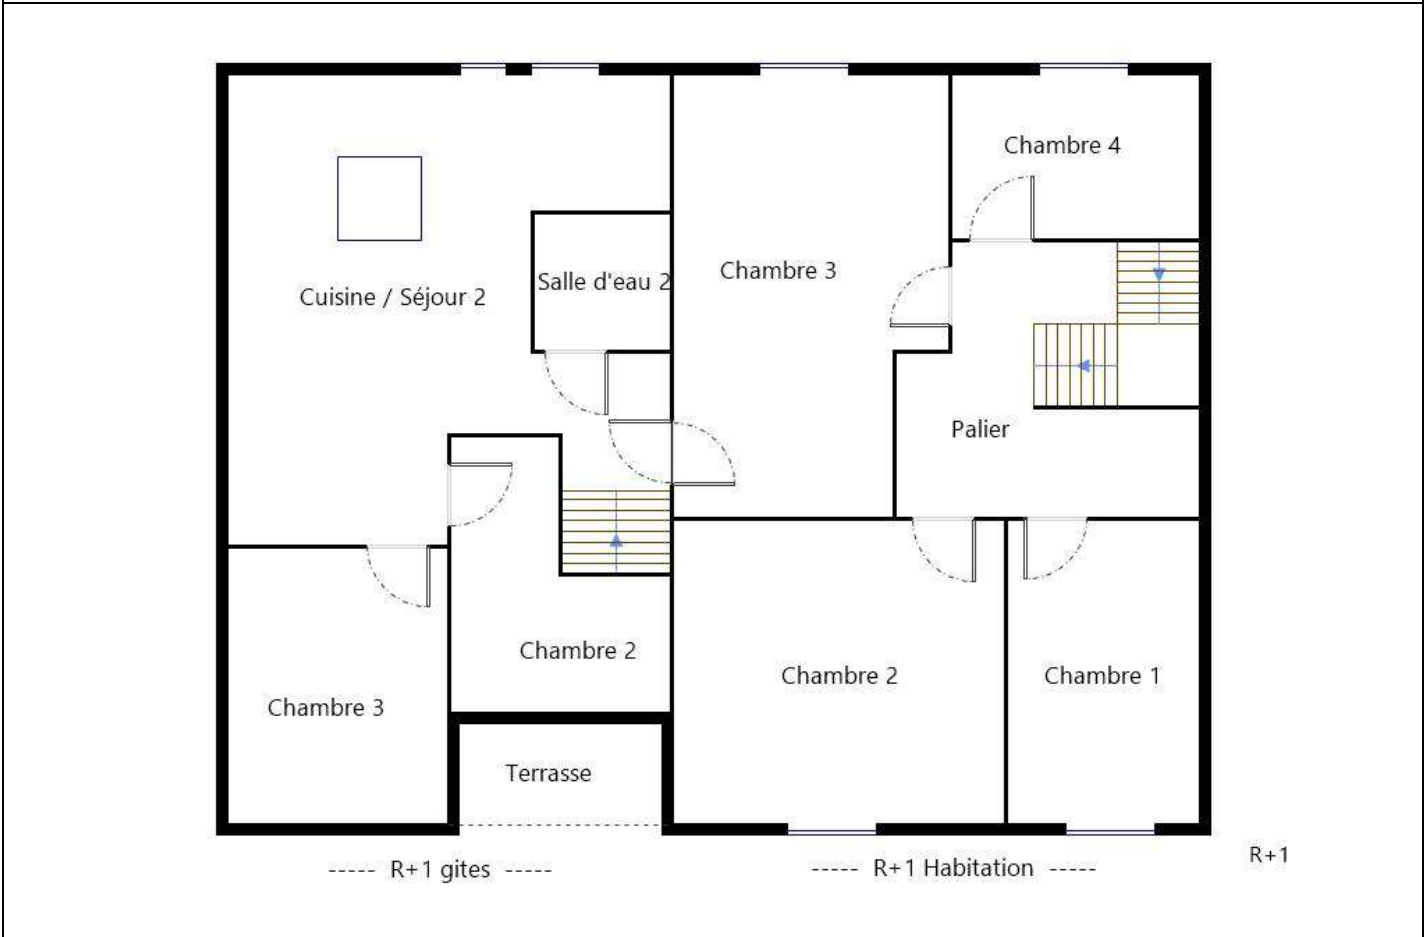 Chambre 4
Chambre 3
Salle d'eau 2
Cuisine / Séjour 2
Palier
Chambre 2
Chambre 2
Chambre 1
Chambre 3
Terrasse
R+1
----- R+1 gites -----
----- R+1 Habitation -----